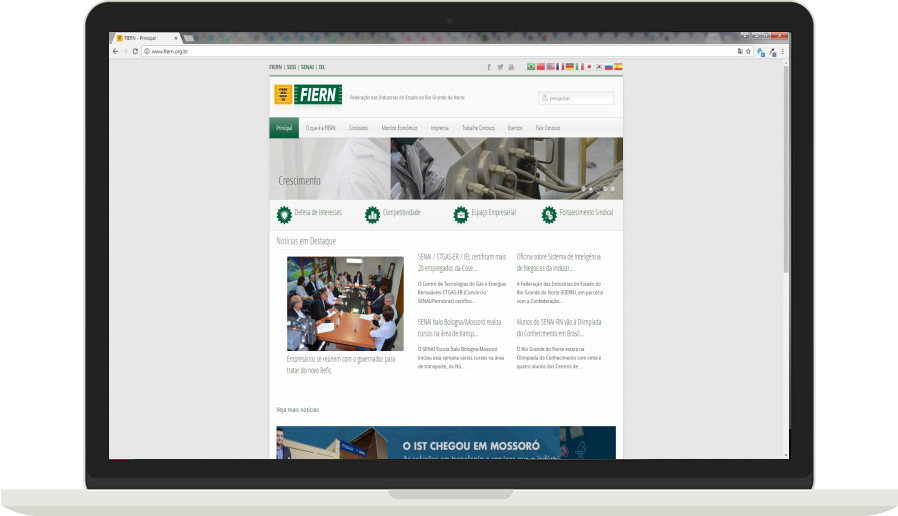 FIERN - Principal
www.fiern.org.br
FIERN | SESI | SENAI | IEL
FIERN
Federação das Indústrias do Estado do Rio Grande do Norte
pesquisar...
Principal
O que é a FIERN
Sindicatos
Monitor Econômico
Imprensa
Trabalhe Conosco
Eventos
Fale Conosco
Crescimento
Defesa de Interesses
Competitividade
Espaço Empresarial
Fortalecimento Sindical
Notícias em Destaque
Empresários se reúnem com o governador para
tratar do novo Refis
SENAI / CTGAS-ER / IEL certificam mais
20 empregados da Cose...
O Centro de Tecnologias do Gás e Energias
Renováveis-CTGAS-ER (Consórcio
SENAI/Petrobras) certifico...
Oficina sobre Sistema de Inteligência
de Negócios da Indústr...
A Federação das Indústrias do Estado do
Rio Grande do Norte (FIERN), em parceria
com a Confederação...
SENAI Ítalo Bologna/Mossoró realiza
cursos na área de transp...
O SENAI Escola Ítalo Bologna-Mossoró
iniciou esta semana vários cursos na área
de transporte, no Nú...
Alunos do SENAI-RN vão à Olimpíada
do Conhecimento em Brasíl...
O Rio Grande do Norte estará na
Olimpíada do Conhecimento com vinte e
quatro alunos dos Centros de ...
Veja mais notícias
O IST CHEGOU EM MOSSORÓ